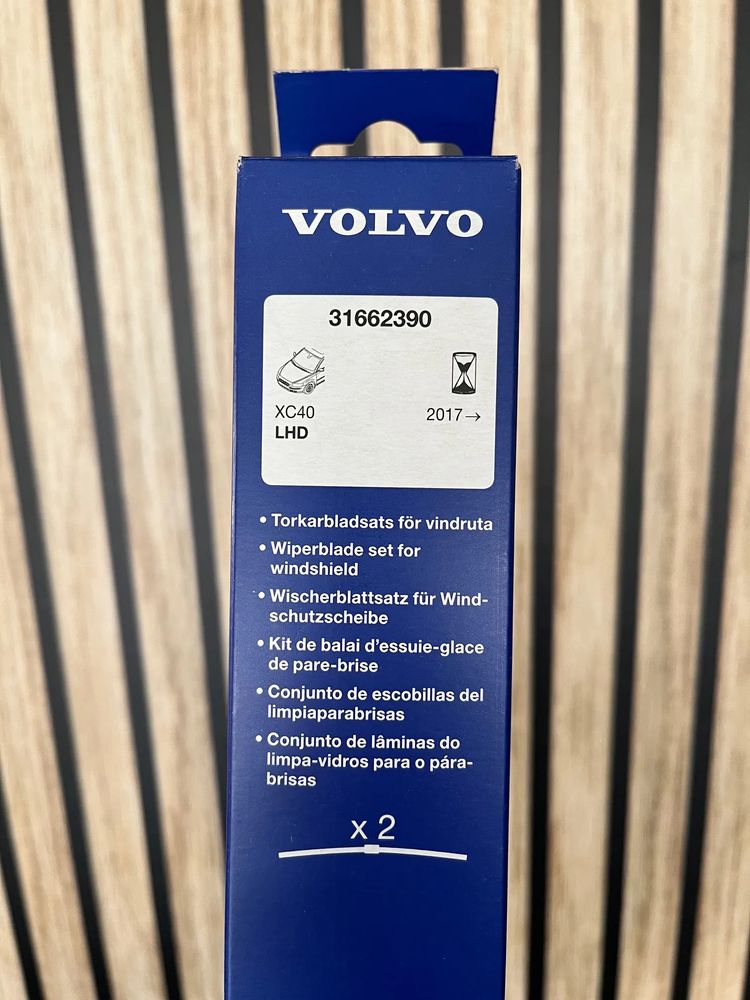 VOLVO
31662390
XC40
2017→
LHD
• Torkarbladsats för vindruta
• Wiperblade set for
windshield
• Wischerblattsatz für Wind-
schutzscheibe
• Kit de balai d'essuie-glace
de pare-brise
• Conjunto de escobillas del
limpiaparabrisas
• Conjunto de lâminas do
limpa-vidros para o pára-
brisas
x 2